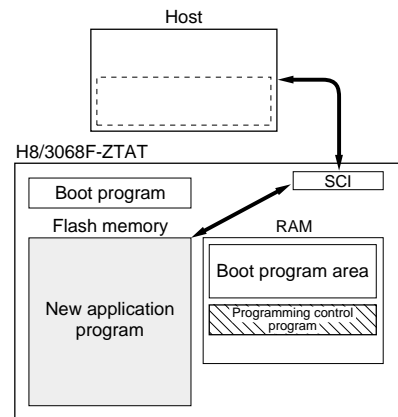 Host
H8/3068F-ZTAT
SCI
Boot program
Flash memory
RAM
Boot program area
New application
program
Programming control
program